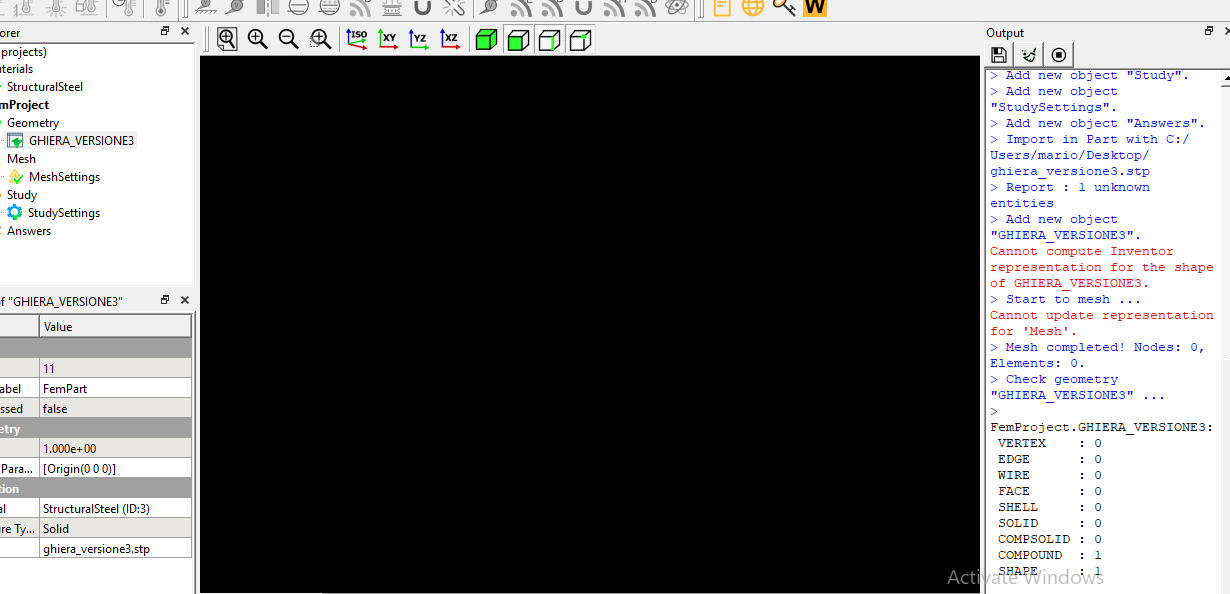 W
orer
projects)
terials
StructuralSteel
mProject
Geometry
GHIERA_VERSIONE3
Mesh
MeshSettings
Study
StudySettings
Answers
of "GHIERA_VERSIONE3"
Value
11
abel FemPart
ssed false
etry
1.000e+00
Para... [Origin(0 0 0)]
tion
al StructuralSteel (ID:3)
re Ty... Solid
ghiera_versione3.stp
ISO XY YZ XZ
Output
> Add new object "Study".
> Add new object
"StudySettings".
> Add new object "Answers".
> Import in Part with C:/
Users/mario/Desktop/
ghiera_versione3.stp
> Report : 1 unknown
entities
> Add new object
"GHIERA_VERSIONE3".
Cannot compute Inventor
representation for the shape
of GHIERA_VERSIONE3.
> Start to mesh ...
Cannot update representation
for 'Mesh'.
> Mesh completed! Nodes: 0,
Elements: 0.
> Check geometry
"GHIERA_VERSIONE3" ...
>
FemProject.GHIERA_VERSIONE3:
VERTEX : 0
EDGE : 0
WIRE : 0
FACE : 0
SHELL : 0
SOLID : 0
COMPSOLID : 0
COMPOUND : 1
SHAPE : 1
Activate Windows